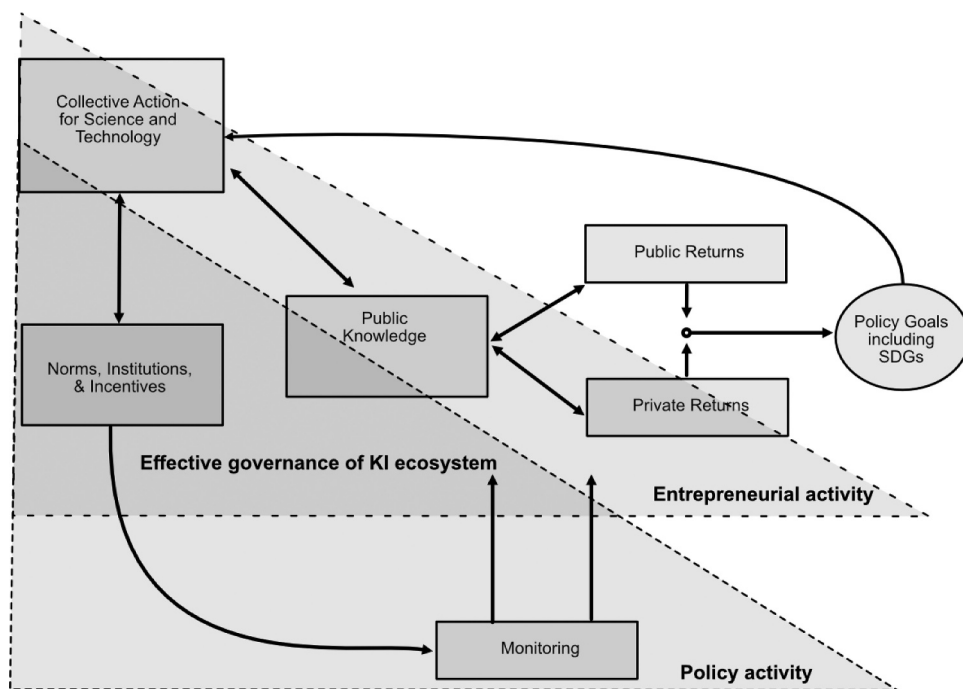 Collective Action
for Science and
Technology
Public Returns
Public
Knowledge
Policy Goals
including
SDGs
Norms, Institutions,
& Incentives
Private Returns
Effective governance of KI ecosystem
Entrepreneurial activity
Monitoring
Policy activity